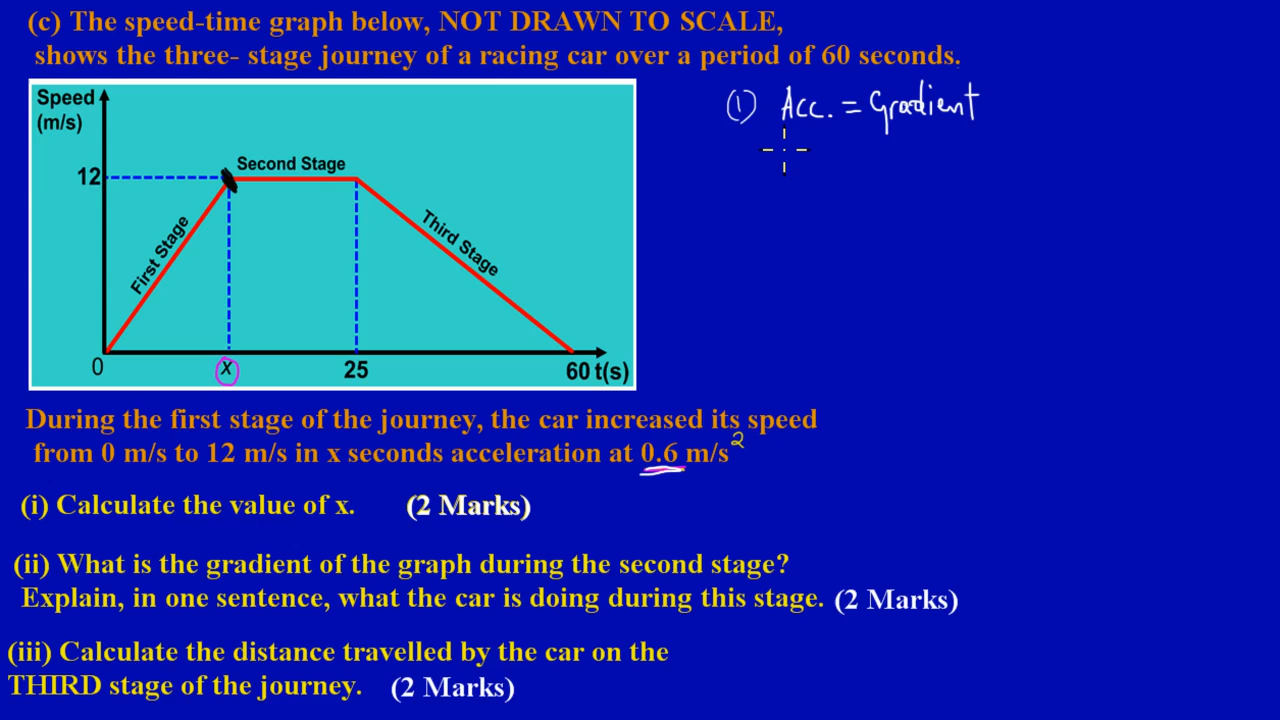 (c) The speed-time graph below, NOT DRAWN TO SCALE,
shows the three- stage journey of a racing car over a period of 60 seconds.
Speed
(m/s)
12
First Stage
Second Stage
Third Stage
0
x
25
60 t(s)
(1) Acc. = Gradient
During the first stage of the journey, the car increased its speed
from 0 m/s to 12 m/s in x seconds acceleration at 0.6 m/s²
(i) Calculate the value of x. (2 Marks)
(ii) What is the gradient of the graph during the second stage?
Explain, in one sentence, what the car is doing during this stage. (2 Marks)
(iii) Calculate the distance travelled by the car on the
THIRD stage of the journey. (2 Marks)